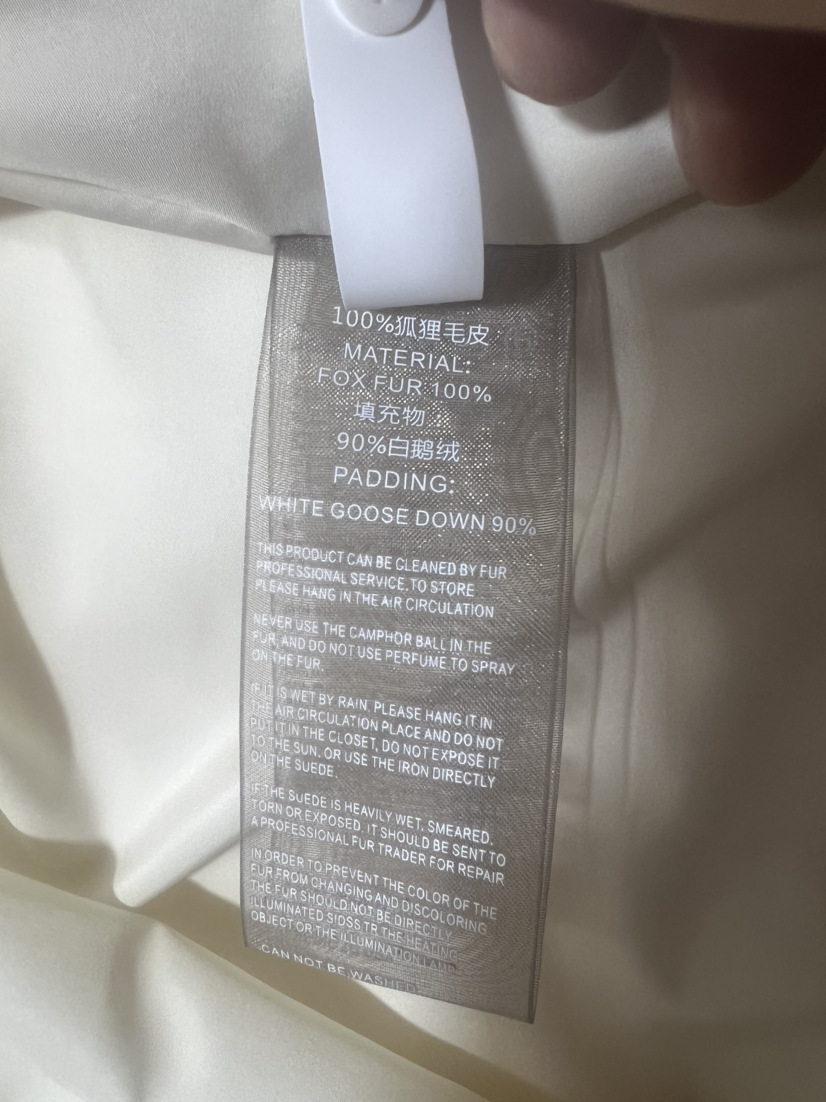 100%狐狸毛皮
MATERIAL:
FOX FUR 100%
填充物
90%白鹅绒
PADDING:
WHITE GOOSE DOWN 90%
THIS PRODUCT CAN BE CLEANED BY FUR
PROFESSIONAL SERVICE, TO STORE
PLEASE HANG IN THE AIR CIRCULATION
NEVER USE THE CAMPHOR BALL IN THE
FUR, AND DO NOT USE PERFUME TO SPRAY
ON THE FUR.
IF IT IS WET BY RAIN, PLEASE HANG IT IN
THE AIR CIRCULATION PLACE AND DO NOT
PUT IT IN THE CLOSET, DO NOT EXPOSE IT
TO THE SUN, OR USE THE IRON DIRECTLY
ON THE SUEDE.
IF THE SUEDE IS HEAVILY WET, SMEARED,
TORN OR EXPOSED, IT SHOULD BE SENT TO
A PROFESSIONAL FUR TRADER FOR REPAIR
IN ORDER TO PREVENT THE COLOR OF THE
FUR FROM CHANGING AND DISCOLORING
THE FUR SHOULD NOT BE DIRECTLY
ILLUMINATED THE HEATING
OBJECT OR THE ILLUMINATION LAMP
CAN NOT BE WASHED